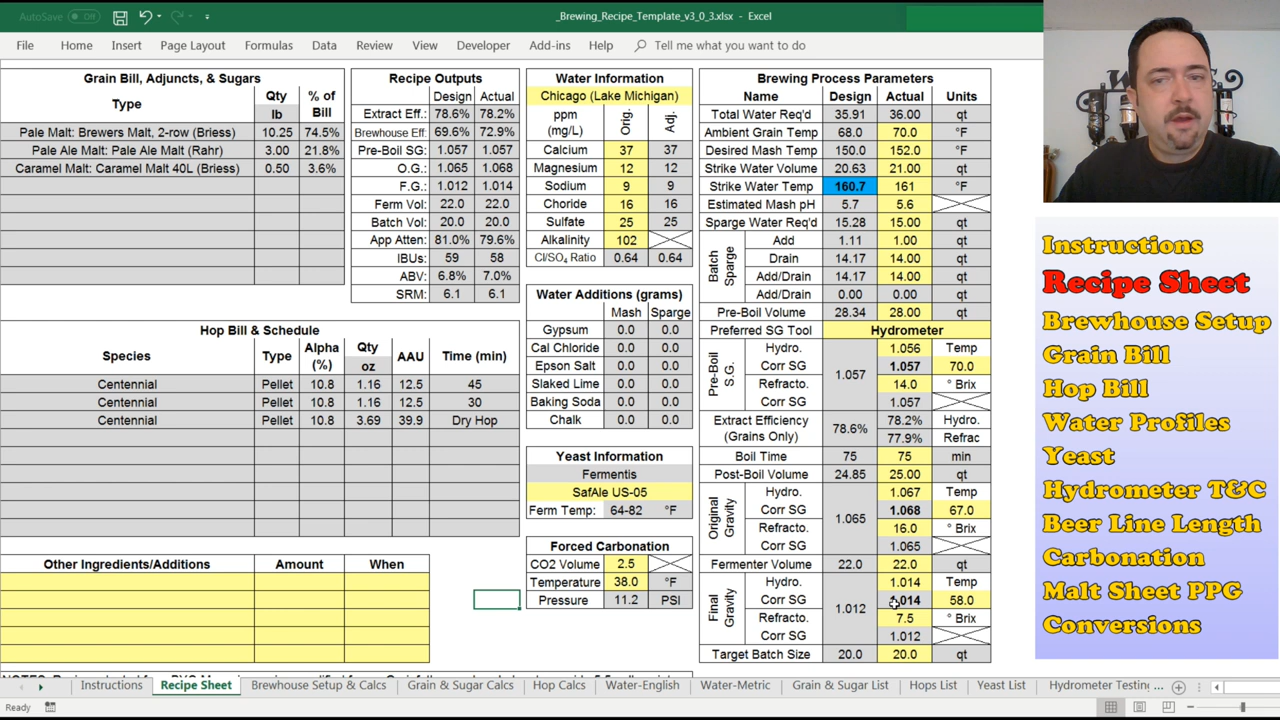 AutoSave Off
_Brewing_Recipe_Template_v3_0_3.xlsx - Excel
File Home Insert Page Layout Formulas Data Review View Developer Add-ins Help Tell me what you want to do
Grain Bill, Adjuncts, & Sugars
Type Qty lb % of Bill
Pale Malt: Brewers Malt, 2-row (Briess) 10.25 74.5%
Pale Ale Malt: Pale Ale Malt (Rahr) 3.00 21.8%
Caramel Malt: Caramel Malt 40L (Briess) 0.50 3.6%
Hop Bill & Schedule
Species Type Alpha (%) Qty oz AAU Time (min)
Centennial Pellet 10.8 1.16 12.5 45
Centennial Pellet 10.8 1.16 12.5 30
Centennial Pellet 10.8 3.69 39.9 Dry Hop
Other Ingredients/Additions Amount When
Recipe Outputs
Design Actual
Extract Eff.: 78.6% 78.2%
Brewhouse Eff: 69.6% 72.9%
Pre-Boil SG: 1.057 1.057
O.G.: 1.065 1.068
F.G.: 1.012 1.014
Ferm Vol: 22.0 22.0
Batch Vol: 20.0 20.0
App Atten: 81.0% 79.6%
IBUs: 59 58
ABV: 6.8% 7.0%
SRM: 6.1 6.1
Water Information
Chicago (Lake Michigan)
ppm (mg/L) Orig. Adj.
Calcium 37 37
Magnesium 12 12
Sodium 9 9
Choride 16 16
Sulfate 25 25
Alkalinity 102
Cl/SO₄ Ratio 0.64 0.64
Water Additions (grams)
Mash Sparge
Gypsum 0.0 0.0
Cal Chloride 0.0 0.0
Epsom Salt 0.0 0.0
Slaked Lime 0.0 0.0
Baking Soda 0.0 0.0
Chalk 0.0 0.0
Yeast Information
Fermentis
SafAle US-05
Ferm Temp: 64-82 °F
Forced Carbonation
CO2 Volume 2.5
Temperature 38.0 °F
Pressure 11.2 PSI
Brewing Process Parameters
Name Design Actual Units
Total Water Req'd 35.91 36.00 qt
Ambient Grain Temp 68.0 70.0 °F
Desired Mash Temp 150.0 152.0 °F
Strike Water Volume 20.63 21.00 qt
Strike Water Temp 160.7 161 °F
Estimated Mash pH 5.7 5.6
Sparge Water Req'd 15.28 15.00 qt
Batch Sparge
Add 1.11 1.00 qt
Drain 14.17 14.00 qt
Add/Drain 14.17 14.00 qt
Add/Drain 0.00 0.00 qt
Pre-Boil Volume 28.34 28.00 qt
Preferred SG Tool Hydrometer
Pre-Boil S.G.
Hydro. 1.056 Temp
Corr SG 1.057 1.057 70.0
Refracto. 14.0 ° Brix
Corr SG 1.057
Extract Efficiency (Grains Only) 78.6% 78.2% Hydro.
77.9% Refrac
Boil Time 75 75 min
Post-Boil Volume 24.85 25.00 qt
Original Gravity
Hydro. 1.067 Temp
Corr SG 1.065 1.068 67.0
Refracto. 16.0 ° Brix
Corr SG 1.065
Fermenter Volume 22.0 22.0 qt
Final Gravity
Hydro. 1.014 Temp
Corr SG 1.012 1.014 58.0
Refracto. 7.5 ° Brix
Corr SG 1.012
Target Batch Size 20.0 20.0 qt
Instructions
Recipe Sheet
Brewhouse Setup
Grain Bill
Hop Bill
Water Profiles
Yeast
Hydrometer T&C
Beer Line Length
Carbonation
Malt Sheet PPG
Conversions
Instructions Recipe Sheet Brewhouse Setup & Calcs Grain & Sugar Calcs Hop Calcs Water-English Water-Metric Grain & Sugar List Hops List Yeast List Hydrometer Testing ...
Ready